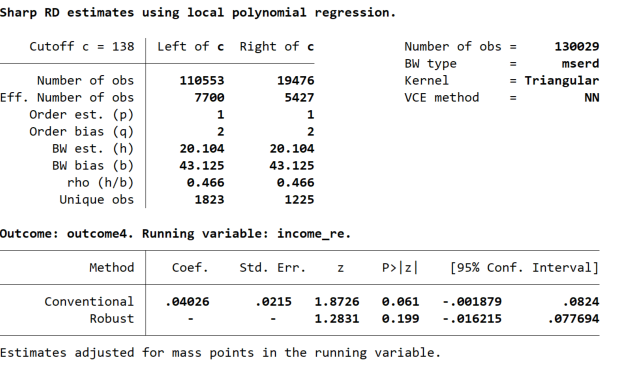 Sharp RD estimates using local polynomial regression.
Cutoff c = 138 Left of c Right of c Number of obs = 130029
BW type = mserd
Number of obs 110553 19476 Kernel = Triangular
Eff. Number of obs 7700 5427 VCE method = NN
Order est. (p) 1 1
Order bias (q) 2 2
BW est. (h) 20.104 20.104
BW bias (b) 43.125 43.125
rho (h/b) 0.466 0.466
Unique obs 1823 1225
Outcome: outcome4. Running variable: income_re.
Method Coef. Std. Err. z P>|z| [95% Conf. Interval]
Conventional .04026 .0215 1.8726 0.061 -.001879 .0824
Robust - - 1.2831 0.199 -.016215 .077694
Estimates adjusted for mass points in the running variable.